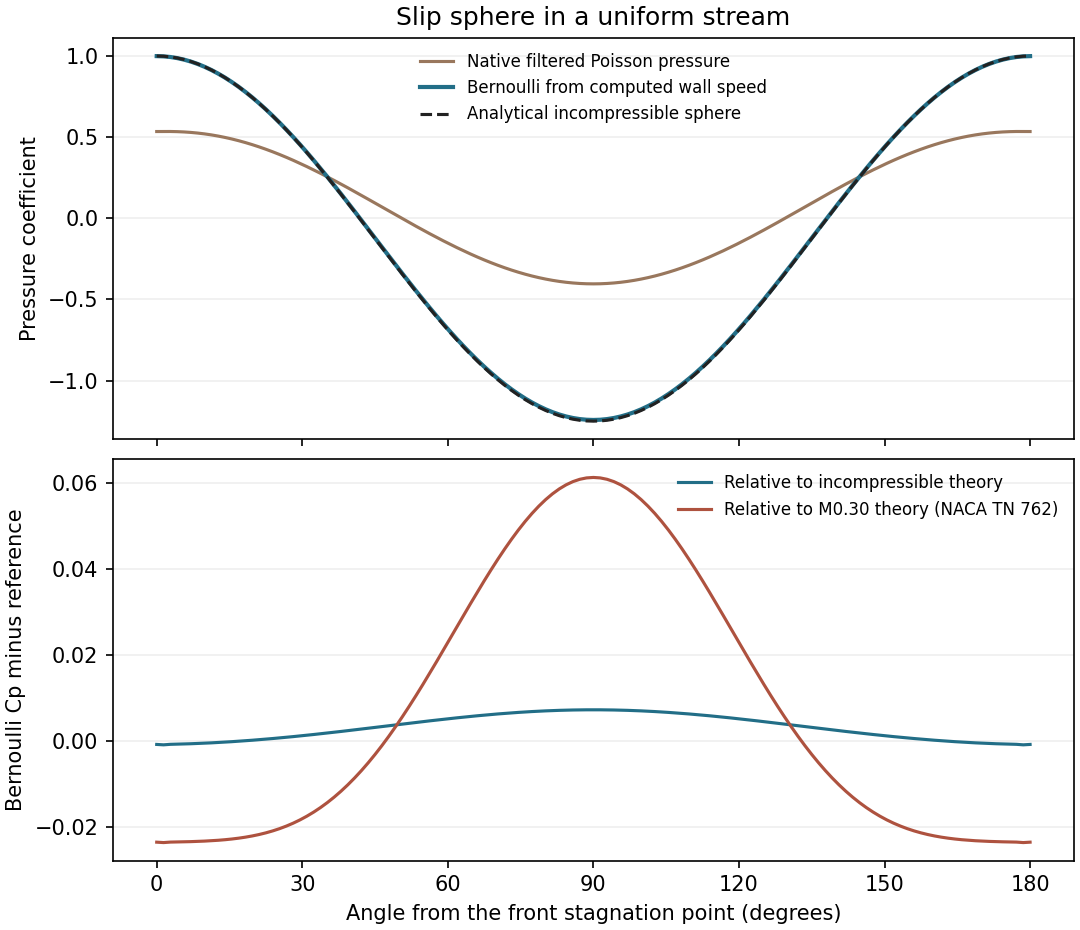 Slip sphere in a uniform stream
Pressure coefficient
1.0
0.5
0.0
−0.5
−1.0
Native filtered Poisson pressure
Bernoulli from computed wall speed
Analytical incompressible sphere
Bernoulli Cp minus reference
0.06
0.04
0.02
0.00
−0.02
Relative to incompressible theory
Relative to M0.30 theory (NACA TN 762)
0 30 60 90 120 150 180
Angle from the front stagnation point (degrees)